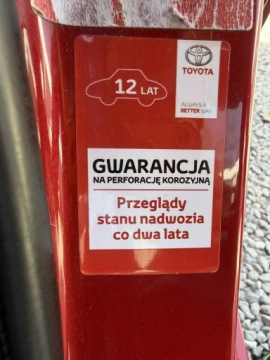 12 LAT
TOYOTA
ALWAYS A
BETTER WAY
GWARANCJA
NA PERFORACJĘ KOROZYJNĄ
Przeglądy
stanu nadwozia
co dwa lata